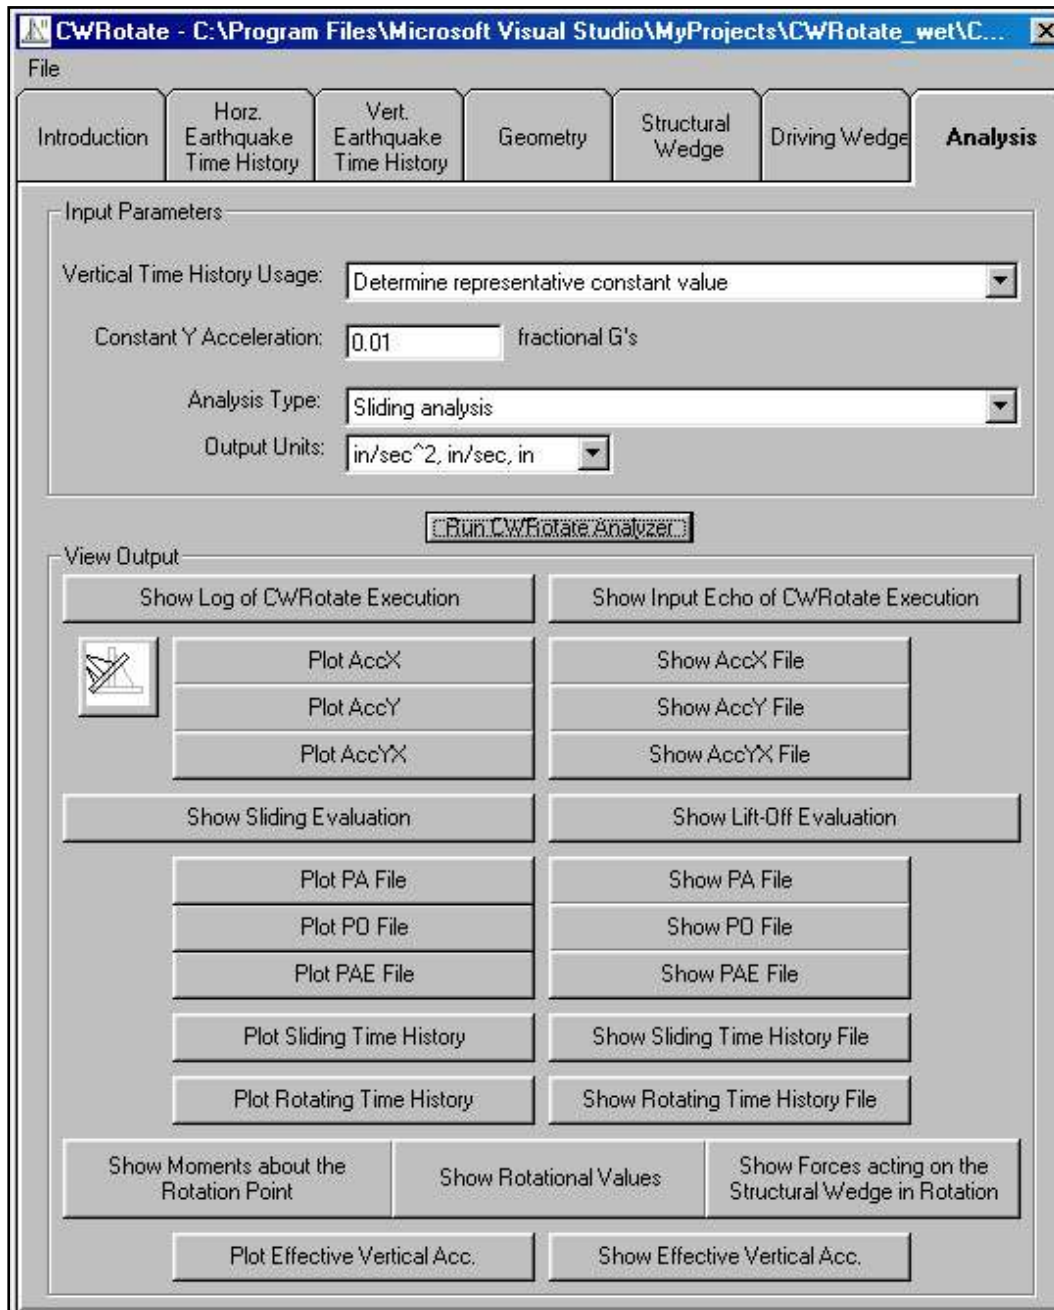 CWRotate - C:\Program Files\Microsoft Visual Studio\MyProjects\CWRotate_wet\C...
File
Introduction
Horz.
Earthquake
Time History
Vert.
Earthquake
Time History
Geometry
Structural
Wedge
Driving Wedge
Analysis
Input Parameters
Vertical Time History Usage: Determine representative constant value
Constant Y Acceleration: 0.01 fractional G's
Analysis Type: Sliding analysis
Output Units: in/sec^2, in/sec, in
Run CWRotate Analyzer
View Output
Show Log of CWRotate Execution
Show Input Echo of CWRotate Execution
Plot AccX
Show AccX File
Plot AccY
Show AccY File
Plot AccYX
Show AccYX File
Show Sliding Evaluation
Show Lift-Off Evaluation
Plot PA File
Show PA File
Plot PO File
Show PO File
Plot PAE File
Show PAE File
Plot Sliding Time History
Show Sliding Time History File
Plot Rotating Time History
Show Rotating Time History File
Show Moments about the
Rotation Point
Show Rotational Values
Show Forces acting on the
Structural Wedge in Rotation
Plot Effective Vertical Acc.
Show Effective Vertical Acc.